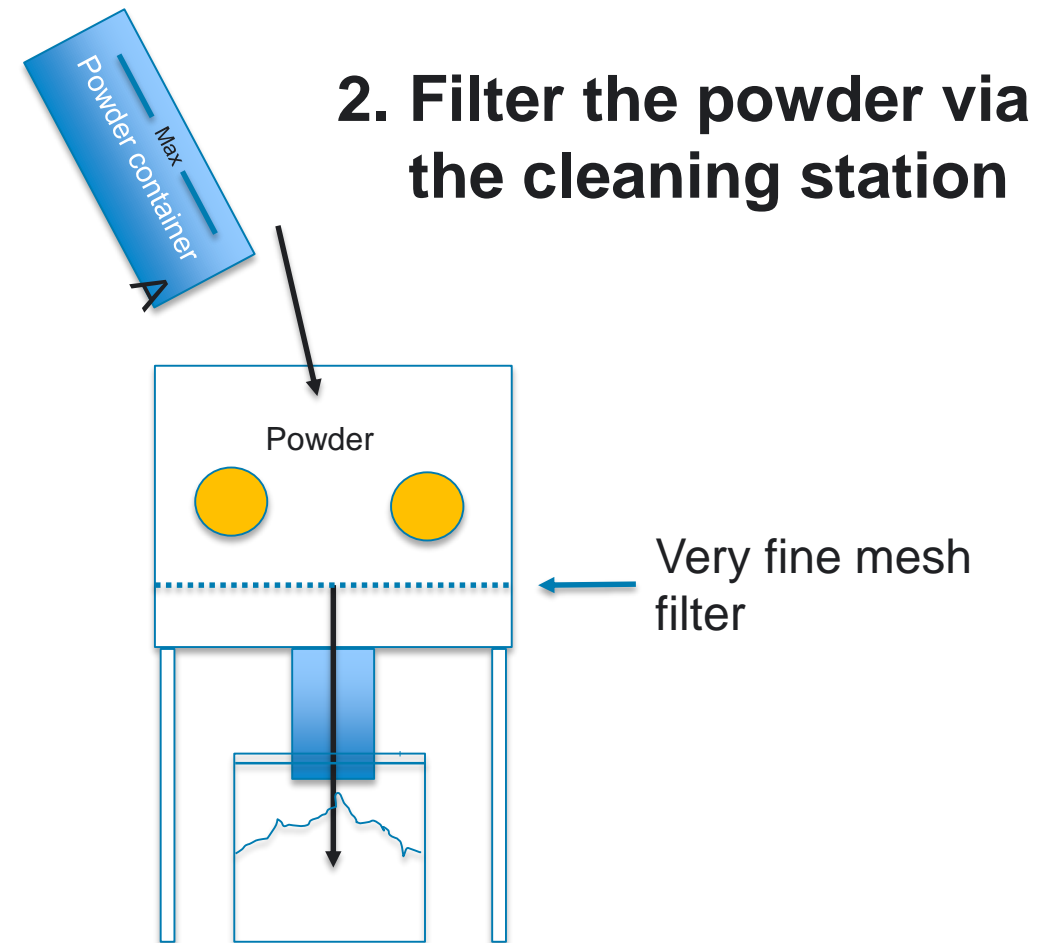 2. Filter the powder via
the cleaning station
Powder container
Max
A
Powder
Very fine mesh
filter